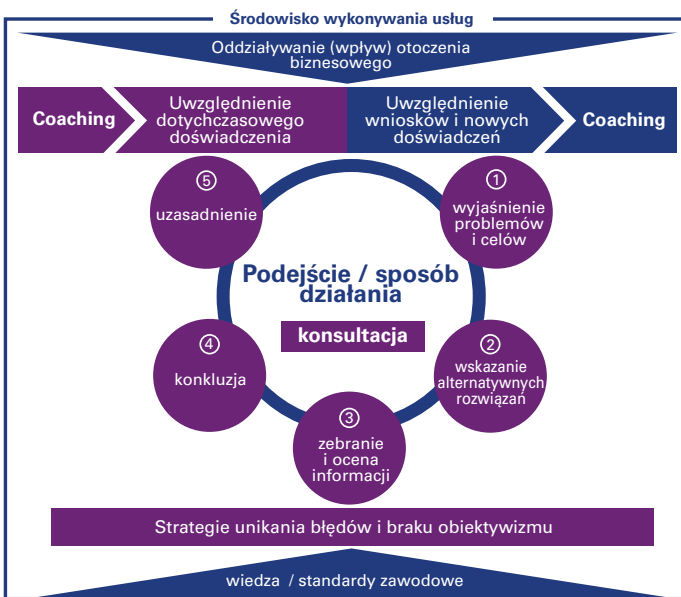 Środowisko wykonywania usług
Oddziaływanie (wpływ) otoczenia
biznesowego
Coaching
Uwzględnienie
dotychczasowego
doświadczenia
Uwzględnienie
wniosków i nowych
doświadczeń
Coaching
5
uzasadnienie
1
wyjaśnienie
problemów
i celów
Podejście / sposób
działania
konsultacja
4
konkluzja
2
wskazanie
alternatywnych
rozwiązań
3
zebranie
i ocena
informacji
Strategie unikania błędów i braku obiektywizmu
wiedza / standardy zawodowe